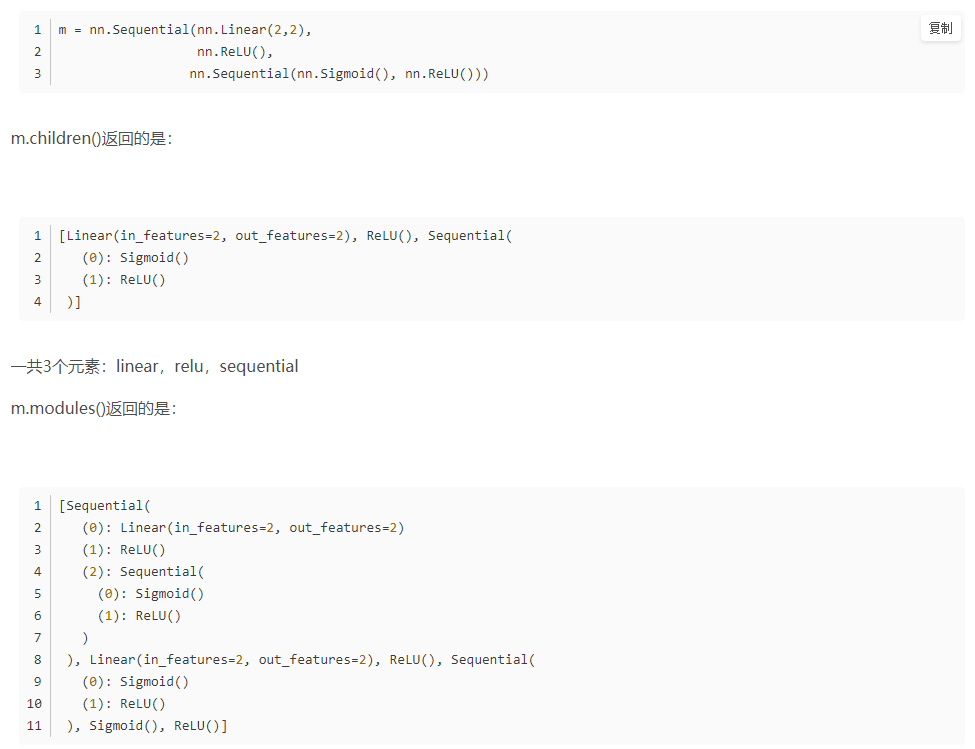 复制
1 m = nn.Sequential(nn.Linear(2,2),
2                   nn.ReLU(),
3                  nn.Sequential(nn.Sigmoid(), nn.ReLU()))
m.children()返回的是：
1 [Linear(in_features=2, out_features=2), ReLU(), Sequential(
2    (0): Sigmoid()
3    (1): ReLU()
4  )]
一共3个元素：linear，relu，sequential
m.modules()返回的是：
1 [Sequential(
2    (0): Linear(in_features=2, out_features=2)
3    (1): ReLU()
4    (2): Sequential(
5      (0): Sigmoid()
6      (1): ReLU()
7    )
8  ), Linear(in_features=2, out_features=2), ReLU(), Sequential(
9    (0): Sigmoid()
10    (1): ReLU()
11  ), Sigmoid(), ReLU()]